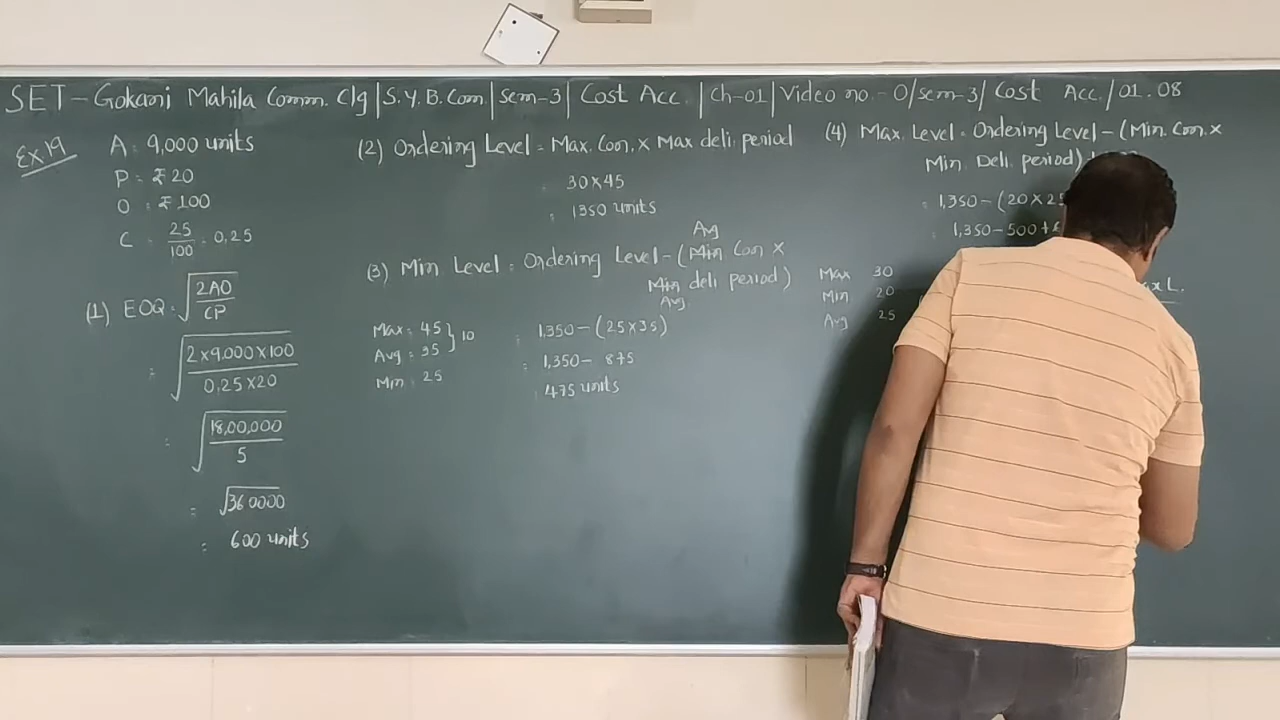 SET-Gokani Mahila Comm. Clg | S.Y.B.Com. | sem-3 | Cost Acc. | Ch-01 | Video no.- 0/sem-3/ Cost Acc. / 01.08
Ex 19
A = 9,000 units
P = ₹ 20
O = ₹ 100
C = 25/100 = 0.25
(1) EOQ = √2AO/CP
= √2×9,000×100/0.25×20
= √18,00,000/5
= √360000
= 600 units
(2) Ordering Level = Max. Con. × Max deli. period
= 30×45
= 1350 units
Avg
(3) Min Level = Ordering Level - (Min Con ×
Min deli period)
Avg
Max = 45 } 10
Avg = 35
Min = 25
= 1,350 - (25×35)
= 1,350 - 875
= 475 units
(4) Max. Level = Ordering Level - (Min. Con. ×
Min. Deli. period)
= 1,350 - (20×25
= 1,350-500+
Max 30
Min 20
Avg 25
x L.